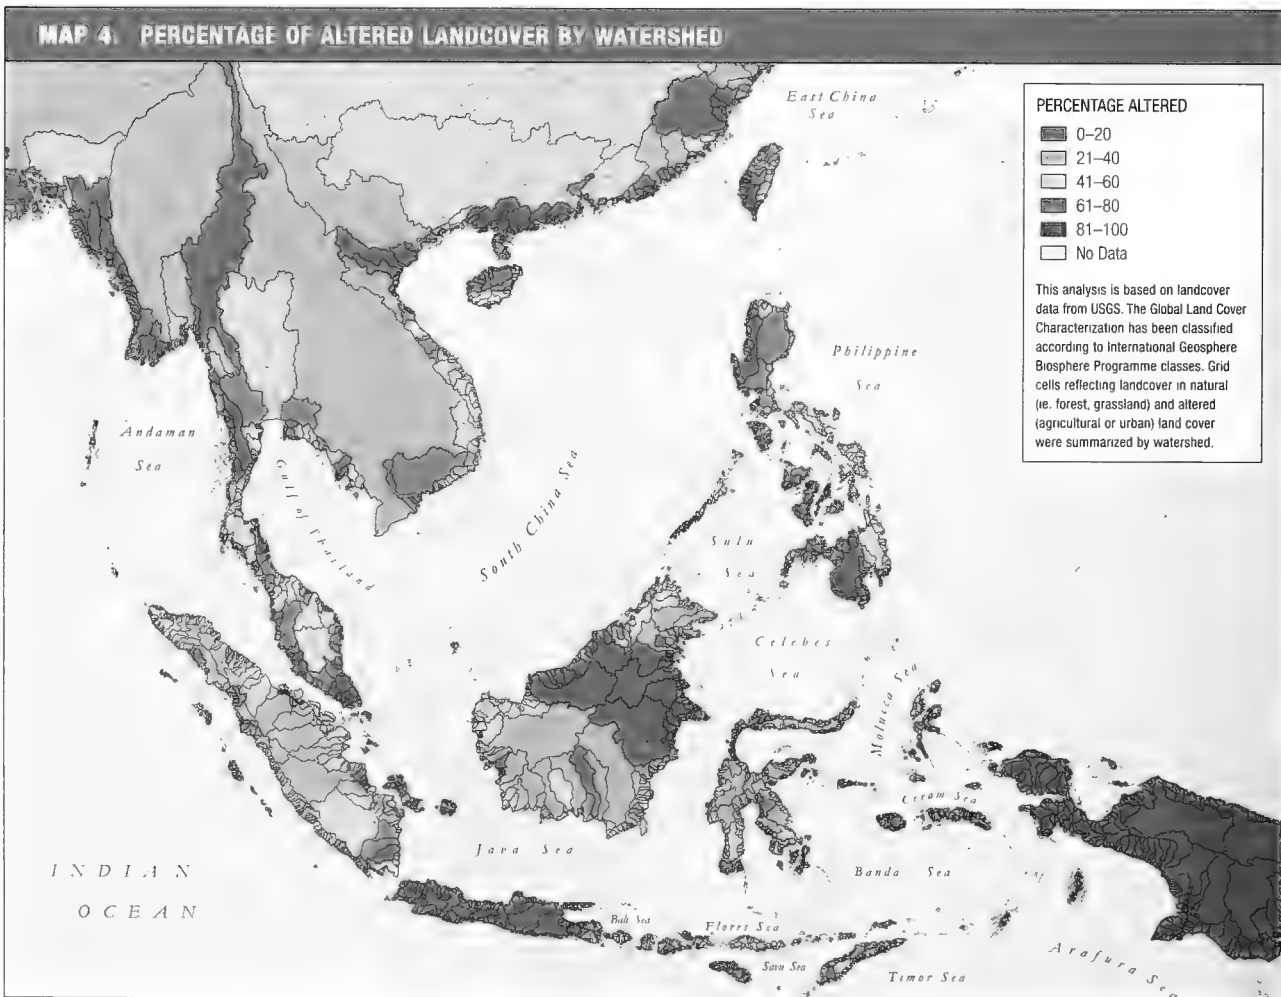 MAP 4. PERCENTAGE OF ALTERED LANDCOVER BY WATERSHED
East China
Sea
PERCENTAGE ALTERED
0–20
21–40
41–60
61–80
81–100
No Data
This analysis is based on landcover
data from USGS. The Global Land Cover
Characterization has been classified
according to International Geosphere
Biosphere Programme classes. Grid
cells reflecting landcover in natural
(ie. forest, grassland) and altered
(agricultural or urban) land cover
were summarized by watershed.
Philippine
Sea
Andaman
Sea
Gulf of Thailand
South China Sea
Sulu
Sea
Celebes
Sea
Molucca Sea
Ceram Sea
Java Sea
Banda Sea
INDIAN
OCEAN
Bali Sea
Flores Sea
Savu Sea
Timor Sea
Arafura Sea